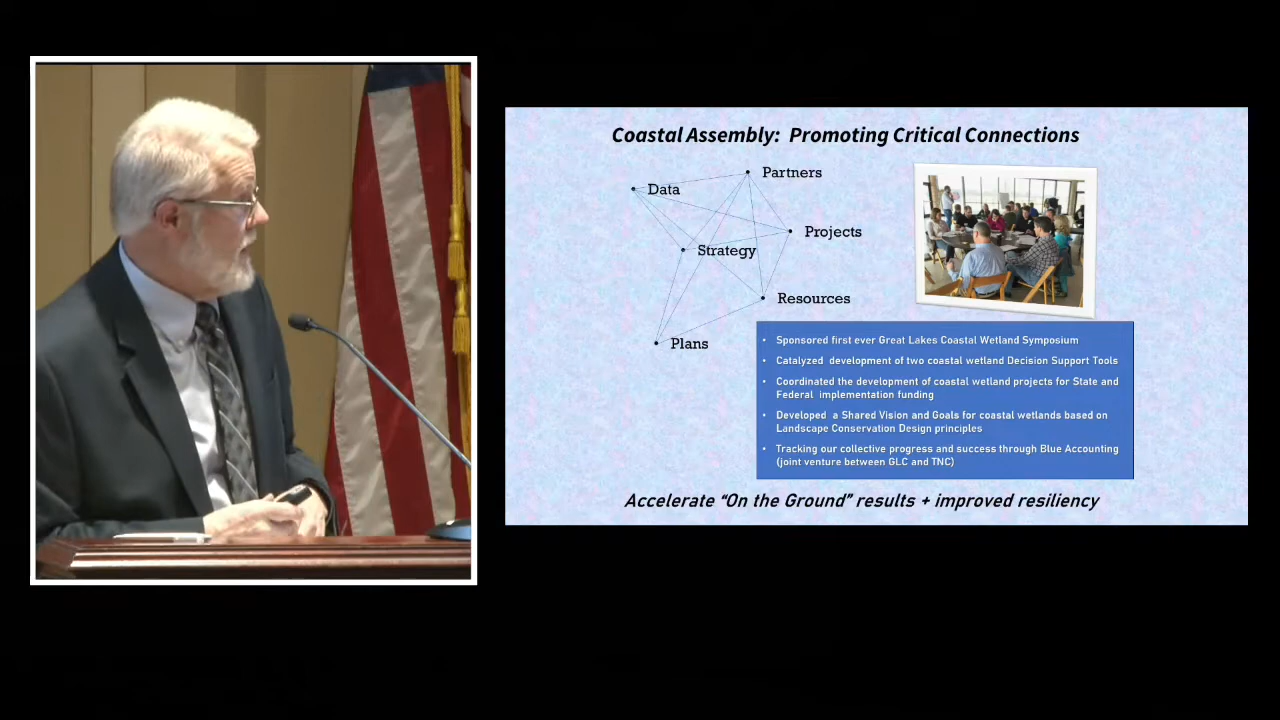 Coastal Assembly: Promoting Critical Connections
Partners
Data
Projects
Strategy
Resources
Plans
• Sponsored first ever Great Lakes Coastal Wetland Symposium
• Catalyzed development of two coastal wetland Decision Support Tools
• Coordinated the development of coastal wetland projects for State and
Federal implementation funding
• Developed a Shared Vision and Goals for coastal wetlands based on
Landscape Conservation Design principles
• Tracking our collective progress and success through Blue Accounting
(joint venture between GLC and TNC)
Accelerate “On the Ground” results + improved resiliency